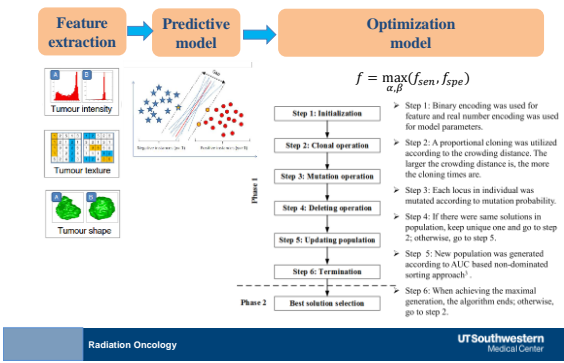 Feature
extraction
Predictive
model
Optimization
model
A
B
Tumour intensity
Tumour texture
Tumour shape
f = max(f_sen, f_spe)
α,β
Phase 1
Step 1: Initialization
Step 2: Clonal operation
Step 3: Mutation operation
Step 4: Deleting operation
Step 5: Updating population
Step 6: Termination
Phase 2
Best solution selection
➢ Step 1: Binary encoding was used for
feature and real number encoding was used
for model parameters.
➢ Step 2: A proportional cloning was utilized
according to the crowding distance. The
larger the crowding distance is, the more
the cloning times are.
➢ Step 3: Each locus in individual was
mutated according to mutation probability.
➢ Step 4: If there were same solutions in
population, keep unique one and go to step
2; otherwise, go to step 5.
➢ Step 5: New population was generated
according to AUC based non-dominated
sorting approach³ .
➢ Step 6: When achieving the maximal
generation, the algorithm ends; otherwise,
go to step 2.
Radiation Oncology
UTSouthwestern
Medical Center